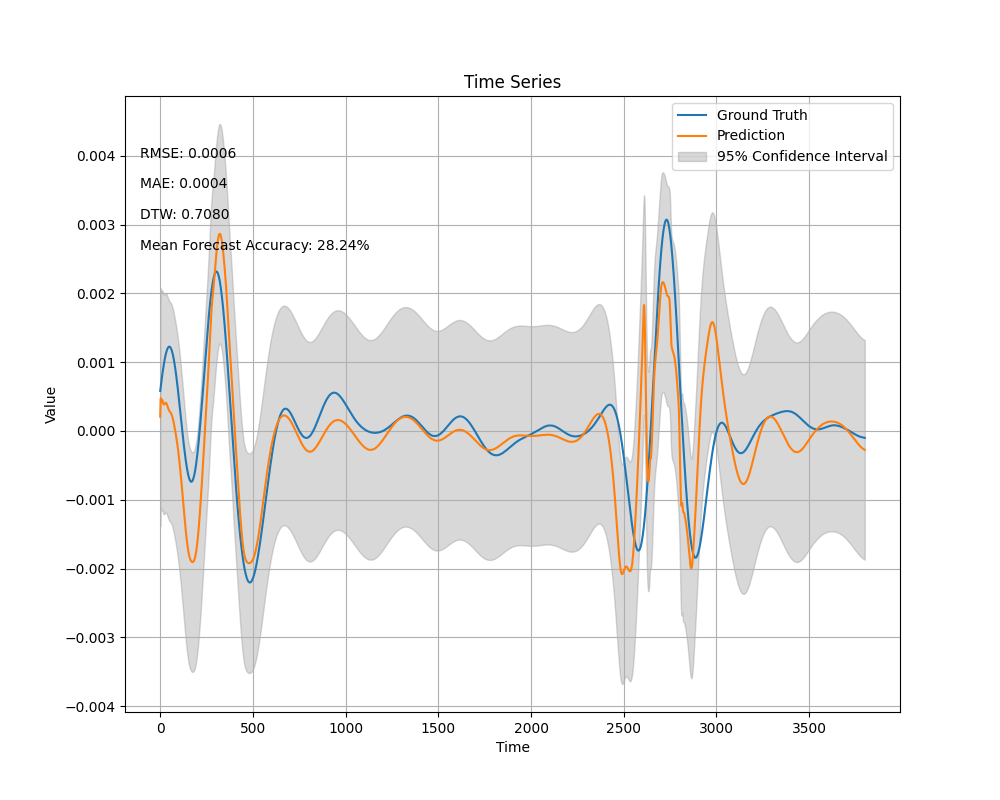 Time Series
Ground Truth
Prediction
95% Confidence Interval
RMSE: 0.0006
MAE: 0.0004
DTW: 0.7080
Mean Forecast Accuracy: 28.24%
Value
0.004
0.003
0.002
0.001
0.000
−0.001
−0.002
−0.003
−0.004
0 500 1000 1500 2000 2500 3000 3500
Time